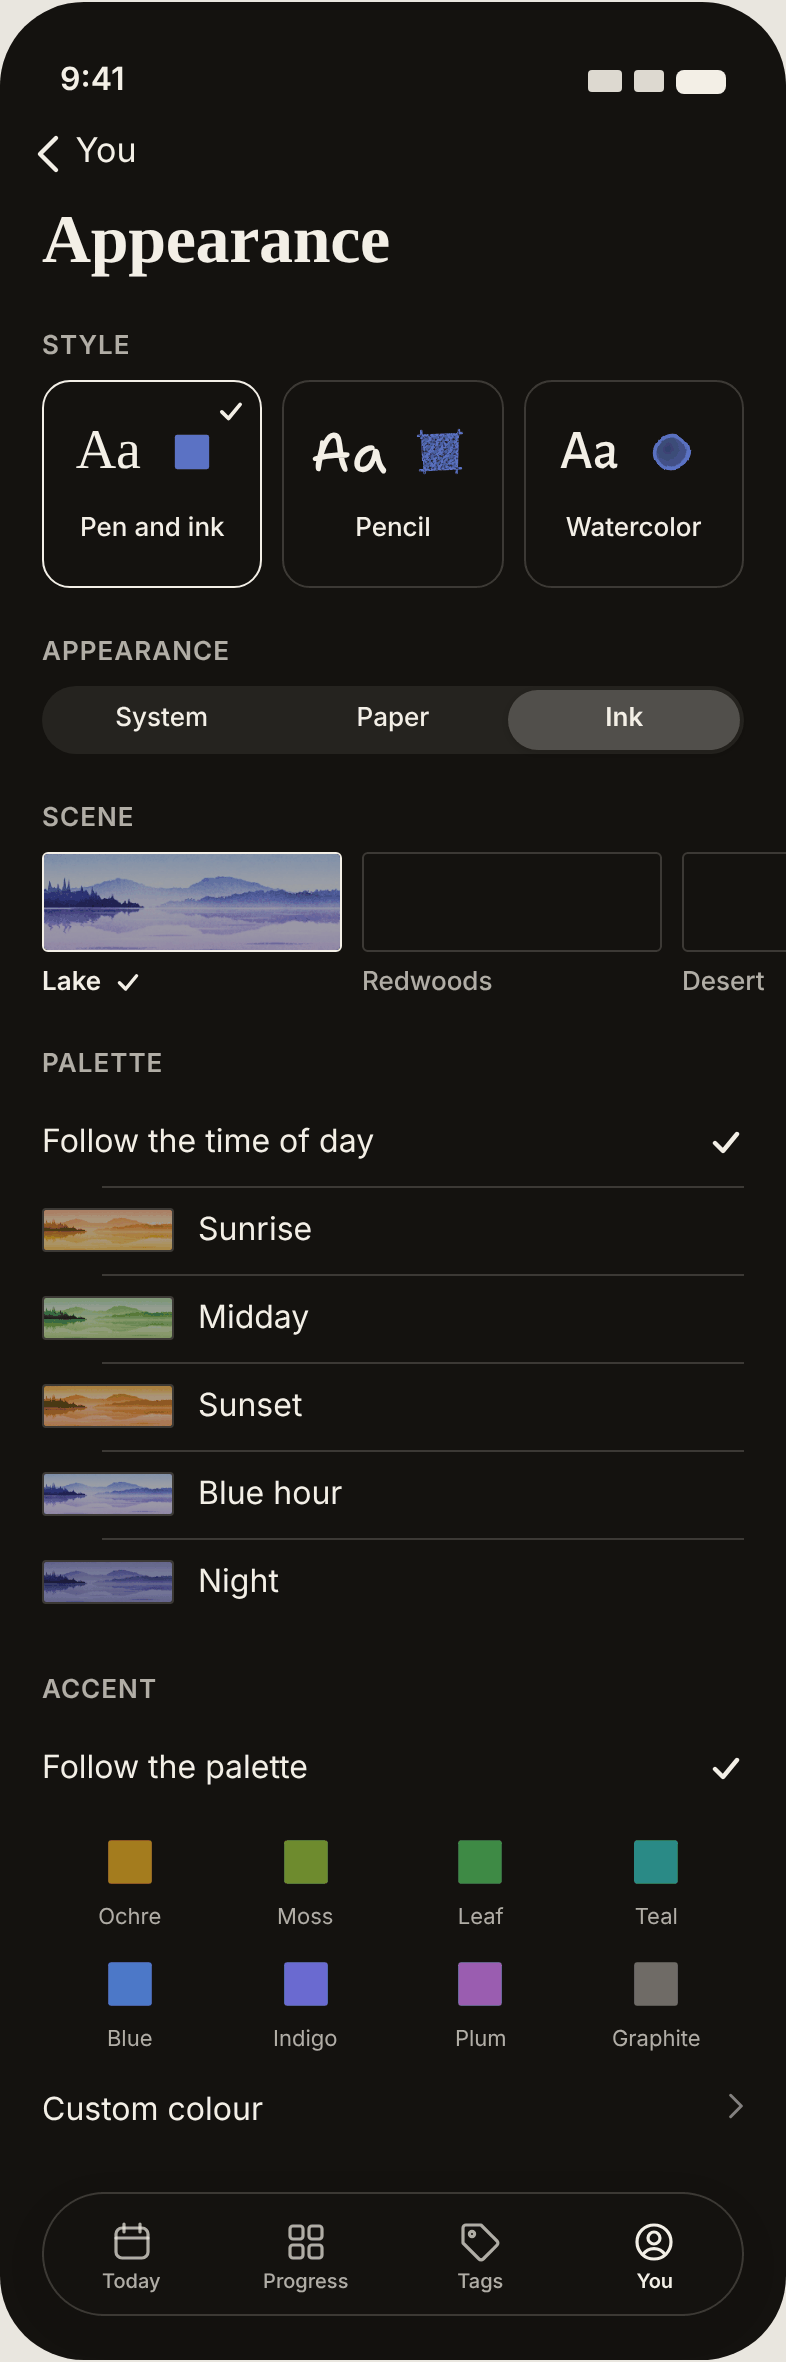 9:41
You
Appearance
STYLE
Aa
Aa
Aa
Pen and ink
Pencil
Watercolor
APPEARANCE
System
Paper
Ink
SCENE
Lake
Redwoods
Desert
PALETTE
Follow the time of day
Sunrise
Midday
Sunset
Blue hour
Night
ACCENT
Follow the palette
Ochre
Moss
Leaf
Teal
Blue
Indigo
Plum
Graphite
Custom colour
Today
Progress
Tags
You